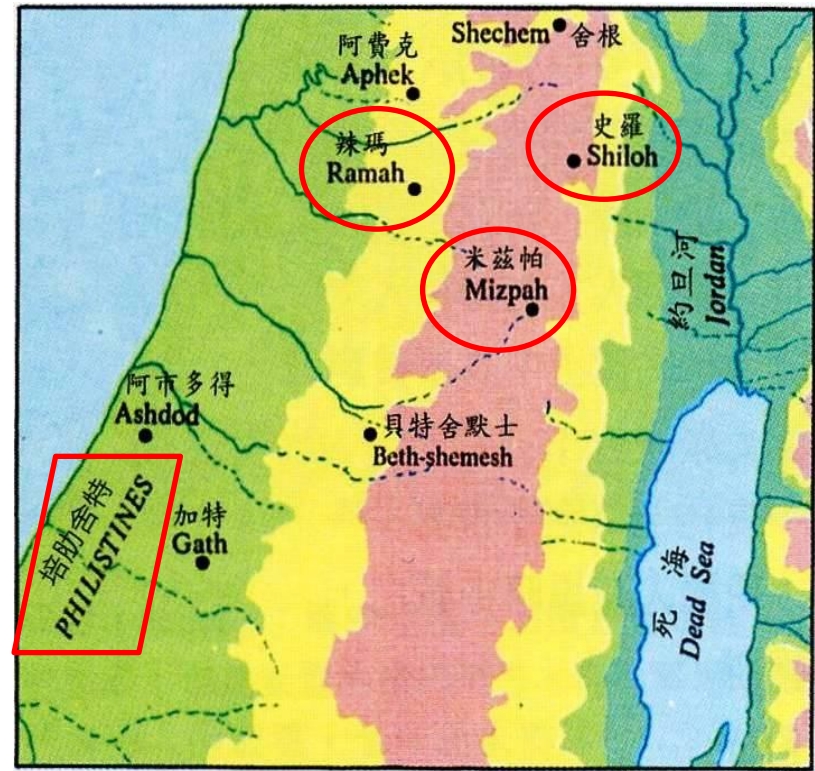 Shechem 舍根
阿費克
Aphek
史羅
Shiloh
辣瑪
Ramah
米茲帕
Mizpah
約旦河
Jordan
阿市多得
Ashdod
貝特舍默士
Beth-shemesh
培肋舍特
PHILISTINES
加特
Gath
死海
Dead Sea